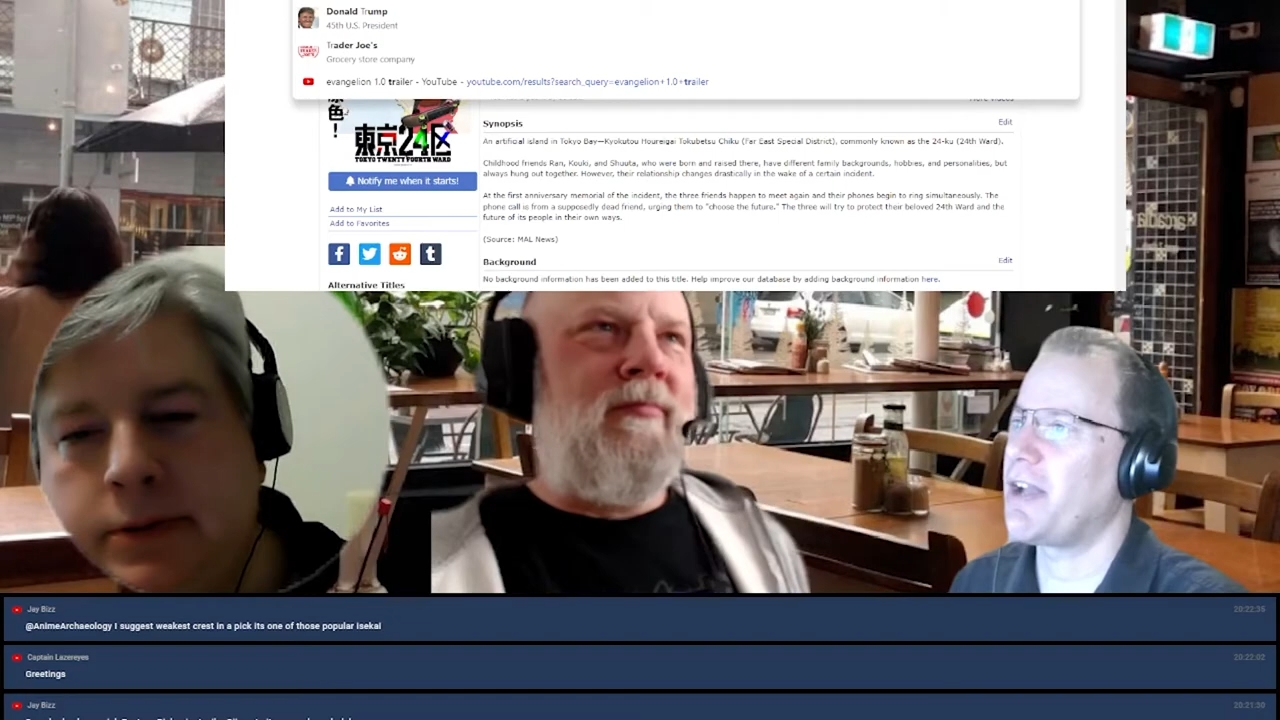 Donald Trump
45th U.S. President
Trader Joe's
Grocery store company
evangelion 1.0 trailer - YouTube - youtube.com/results?search_query=evangelion+1.0+trailer
More videos
東京24区
TOKYO TWENTY FOURTH WARD
Notify me when it starts!
Add to My List
Add to Favorites
Alternative Titles
Synopsis
Edit
An artificial island in Tokyo Bay—Kyokutou Houreigai Tokubetsu Chiku (Far East Special District), commonly known as the 24-ku (24th Ward).
Childhood friends Ran, Kouki, and Shuuta, who were born and raised there, have different family backgrounds, hobbies, and personalities, but
always hung out together. However, their relationship changes drastically in the wake of a certain incident.
At the first anniversary memorial of the incident, the three friends happen to meet again and their phones begin to ring simultaneously. The
phone call is from a supposedly dead friend, urging them to "choose the future." The three will try to protect their beloved 24th Ward and the
future of its people in their own ways.
(Source: MAL News)
Background
Edit
No background information has been added to this title. Help improve our database by adding background information here.
Jay Bizz
20:22:35
@AnimeArchaeology I suggest weakest crest in a pick its one of those popular isekai
Captain Lazereyes
20:22:02
Greetings
Jay Bizz
20:21:30